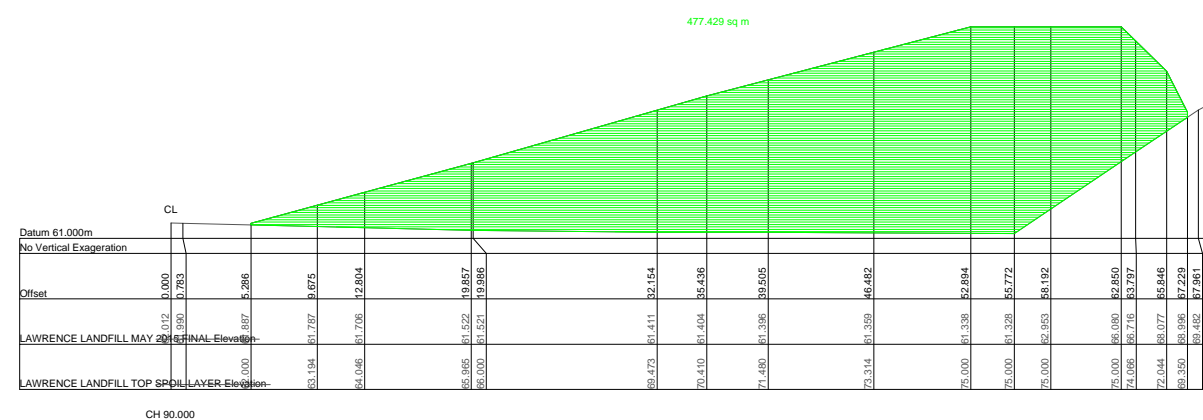 477.429 sq m
CL
Datum 61.000m
No Vertical Exageration
Offset 0.000 0.783 5.286 9.675 12.804 19.857 19.986 32.154 35.436 39.505 46.482 52.894 55.772 58.192 62.850 63.797 65.846 67.229 67.961
LAWRENCE LANDFILL MAY 2016 FINAL Elevation 61.787 61.706 61.522 61.521 61.411 61.404 61.396 61.359 61.338 61.328 62.953 66.080 66.716 68.077 68.996 69.482
LAWRENCE LANDFILL TOP SPOIL LAYER Elevation 62.000 63.194 64.046 65.965 66.000 69.473 70.410 71.480 73.314 75.000 75.000 75.000 75.000 74.066 72.044 69.350
CH 90.000